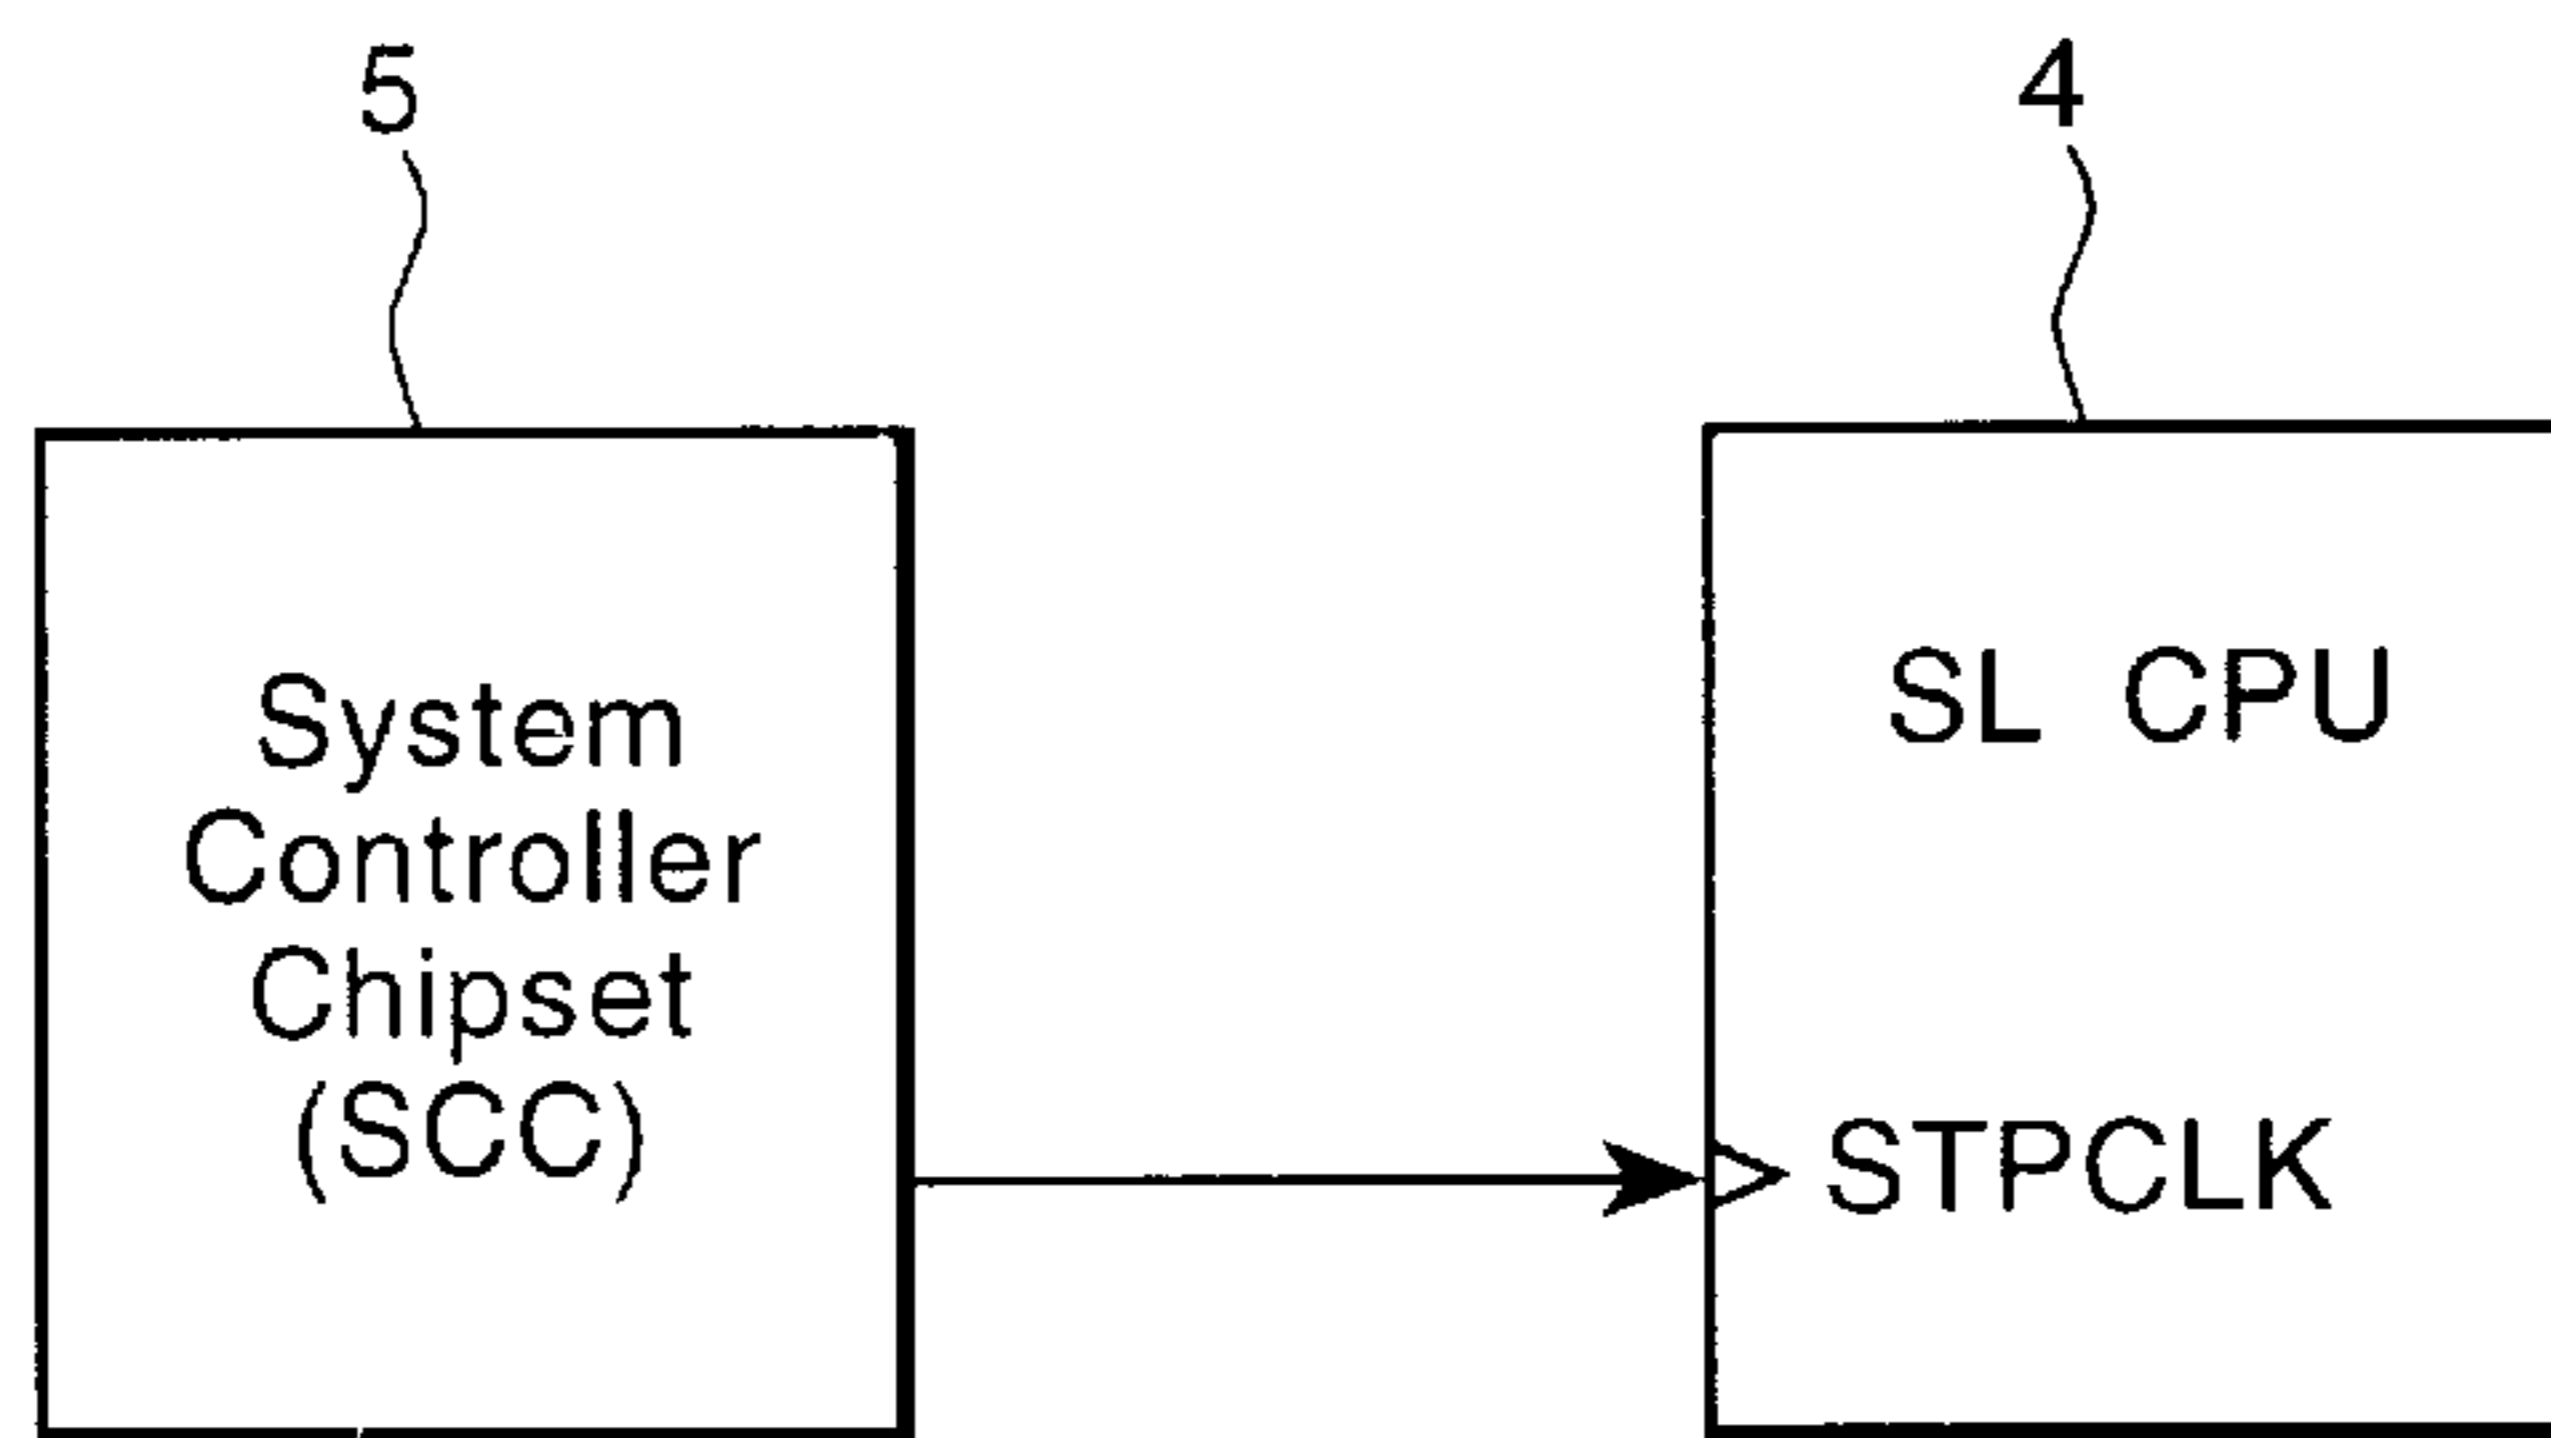 5
4
System
Controller
Chipset
(SCC)
SL CPU
STPCLK